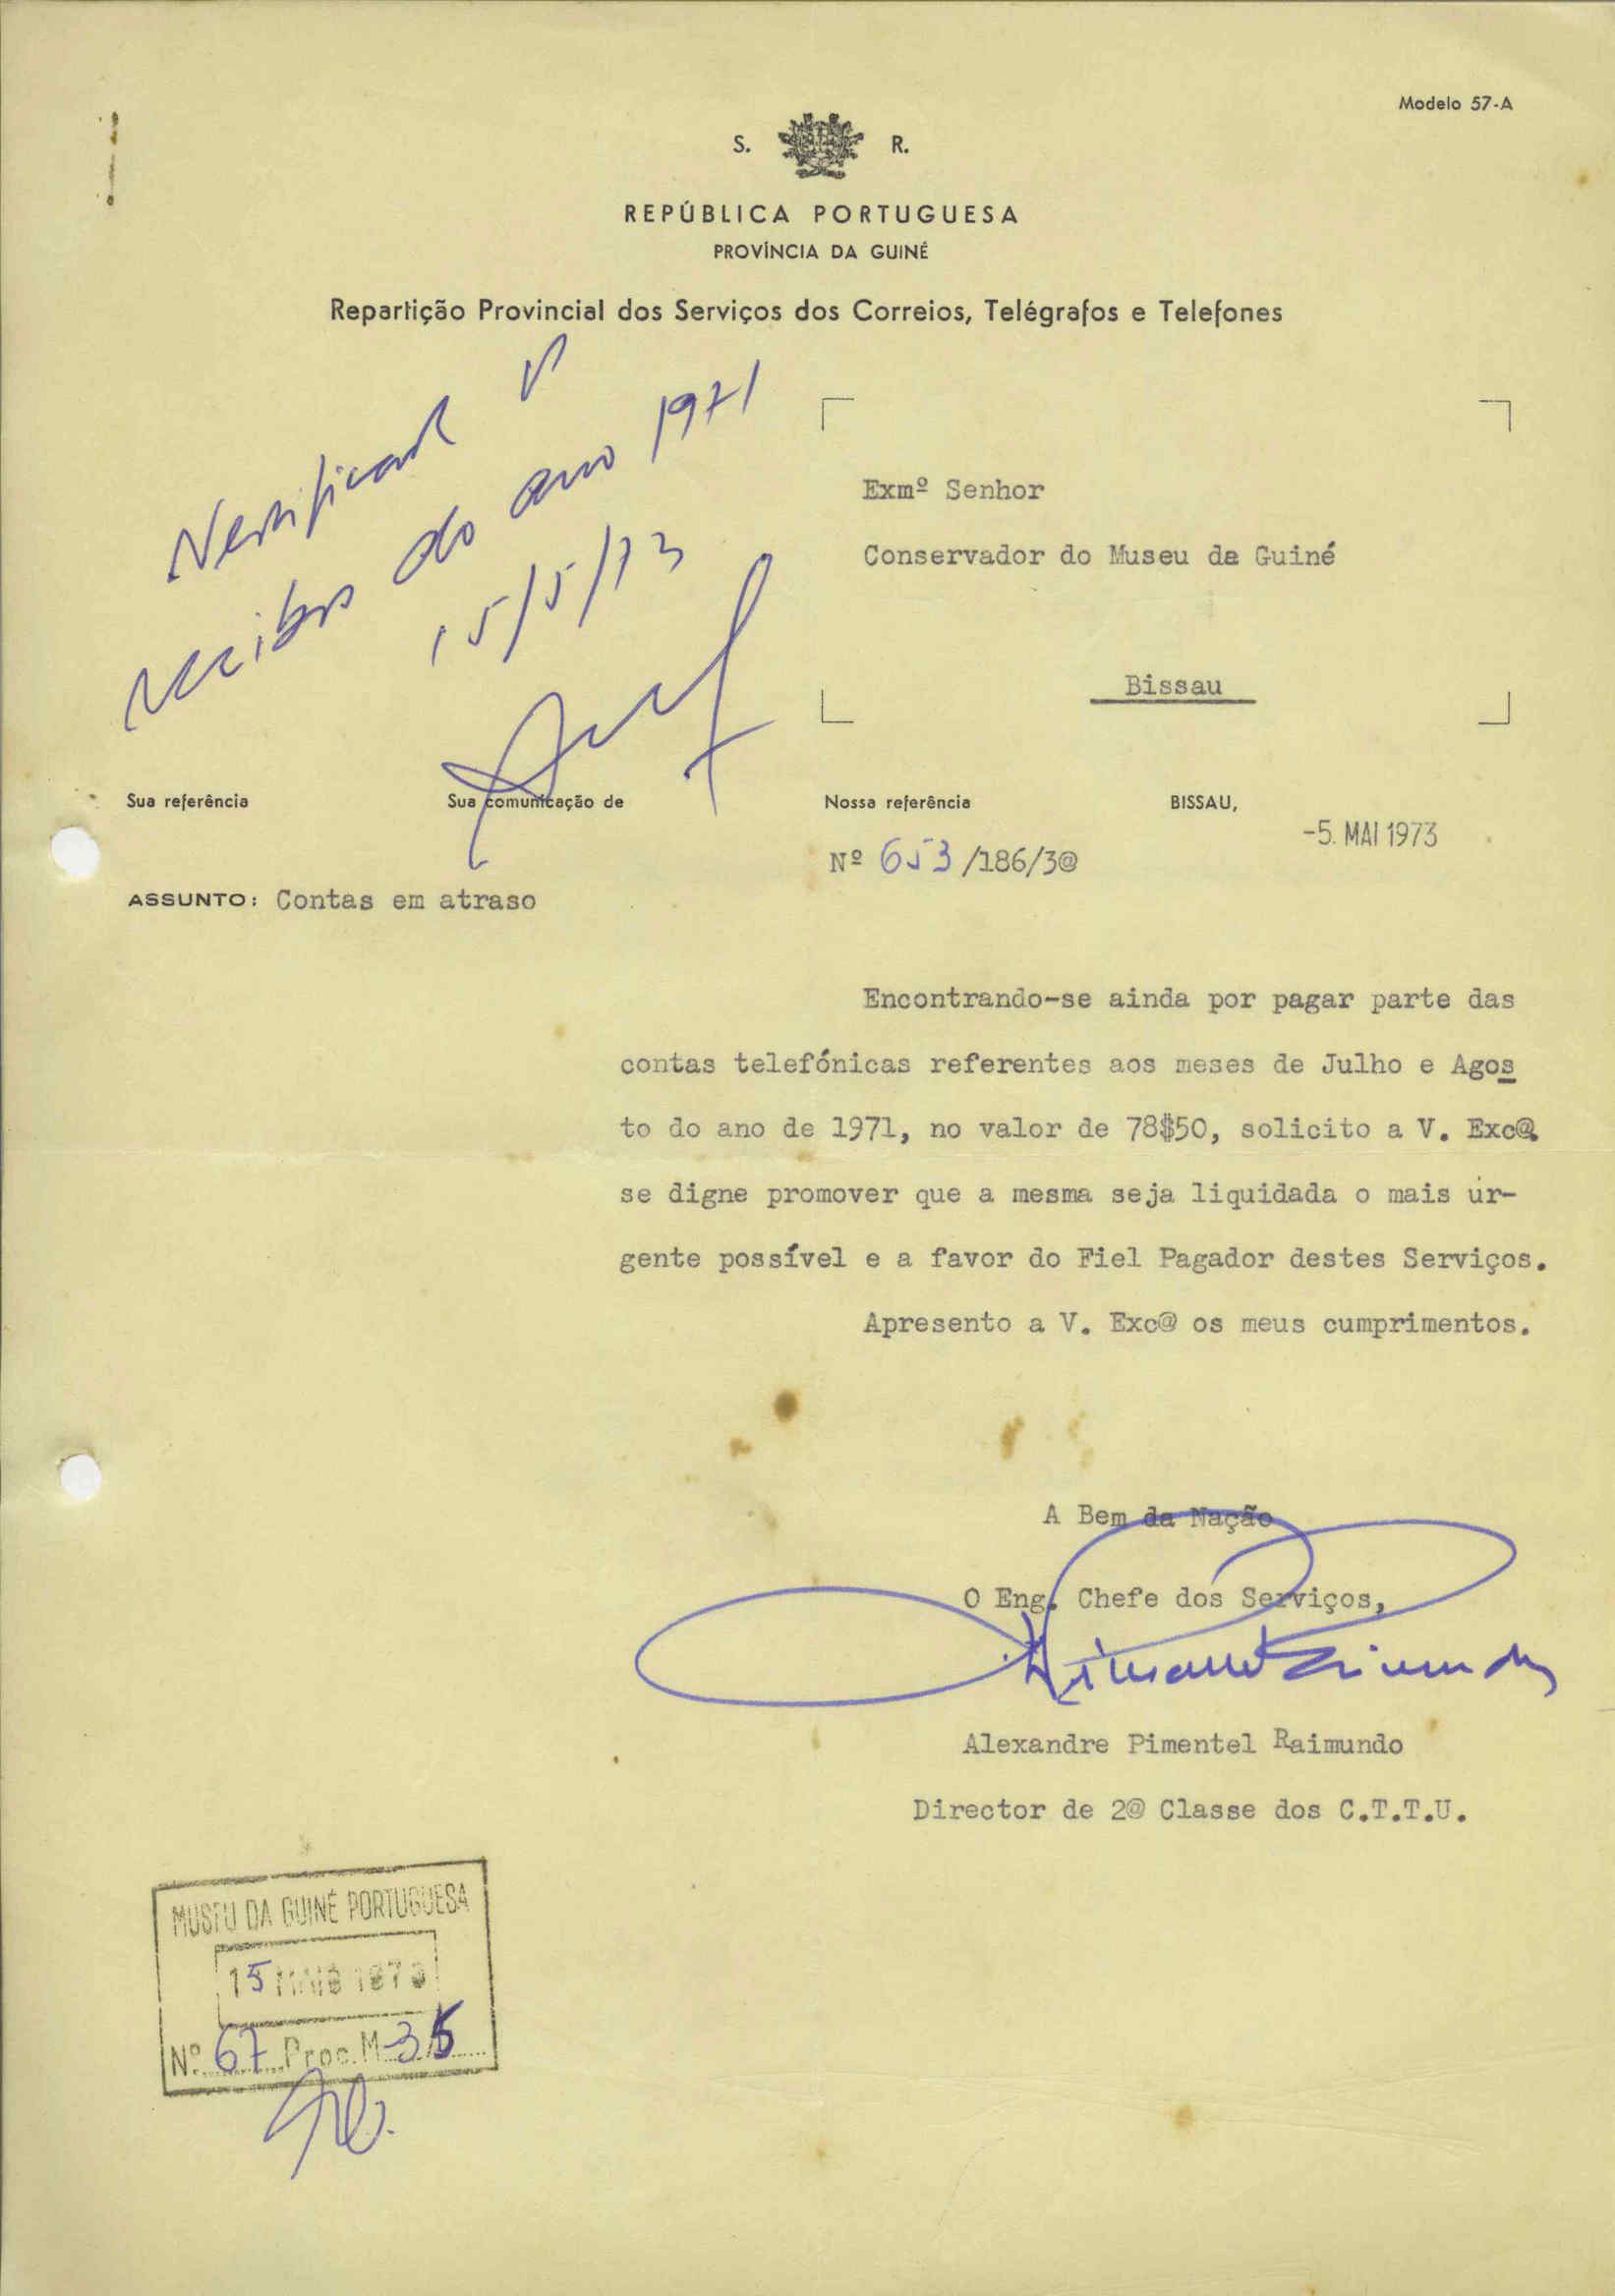 Modelo 57-A
S. R.
REPÚBLICA PORTUGUESA
PROVÍNCIA DA GUINÉ
Repartição Provincial dos Serviços dos Correios, Telégrafos e Telefones
recibos do ano 1971
15/5/73
Exmº Senhor
Conservador do Museu da Guiné
Bissau
Sua referência Sua comunicação de Nossa referência BISSAU,
-5. MAI 1973
Nº 653/186/3@
ASSUNTO: Contas em atraso
Encontrando-se ainda por pagar parte das
contas telefónicas referentes aos meses de Julho e Agos
to do ano de 1971, no valor de 78$50, solicito a V. Exc@.
se digne promover que a mesma seja liquidada o mais ur-
gente possível e a favor do Fiel Pagador destes Serviços.
Apresento a V. Exc@ os meus cumprimentos.
A Bem da Nação
O Eng. Chefe dos Serviços,
Alexandre Pimentel Raimundo
Director de 2@ Classe dos C.T.T.U.
MUSEU DA GUINÉ PORTUGUESA
15 MAIO 1973
Nº 67 Proc. M-3/5